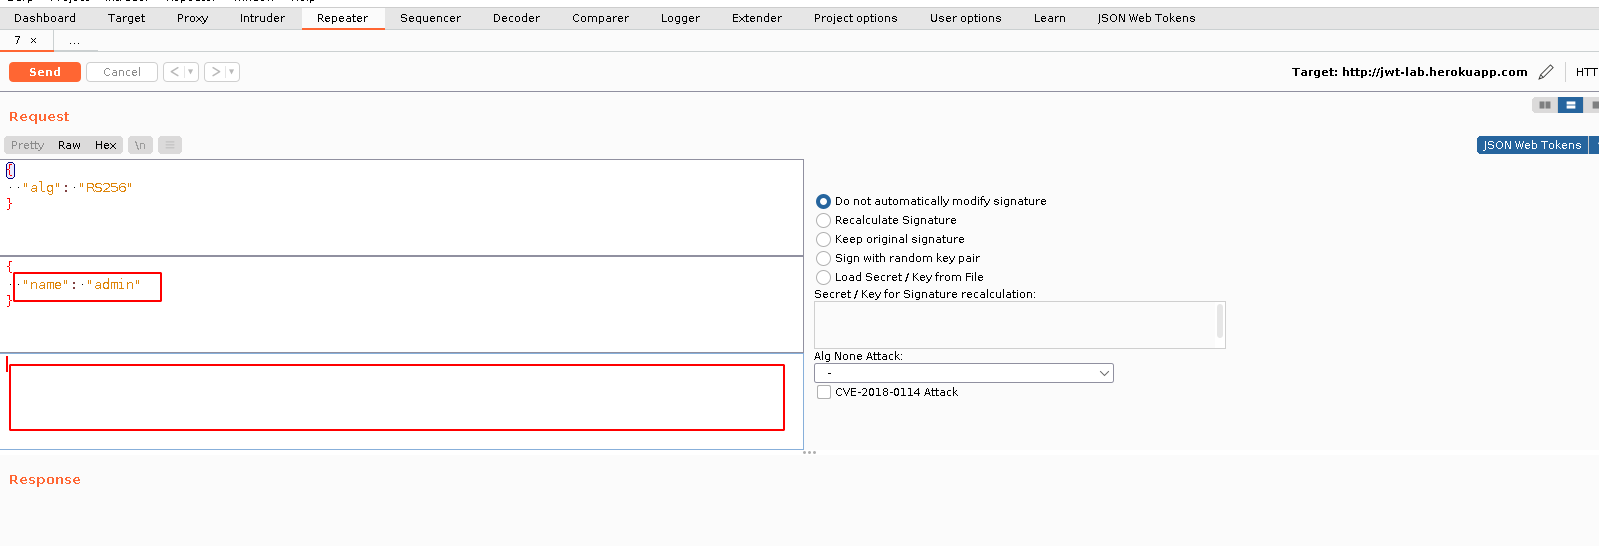 Dashboard Target Proxy Intruder Repeater Sequencer Decoder Comparer Logger Extender Project options User options Learn JSON Web Tokens
7 × ...
Send Cancel < > Target: http://jwt-lab.herokuapp.com
Request
Pretty Raw Hex \n
JSON Web Tokens
{
"alg": "RS256"
}
{
"name": "admin"
}
Do not automatically modify signature
Recalculate Signature
Keep original signature
Sign with random key pair
Load Secret / Key from File
Secret / Key for Signature recalculation:
Alg None Attack:
-
CVE-2018-0114 Attack
Response